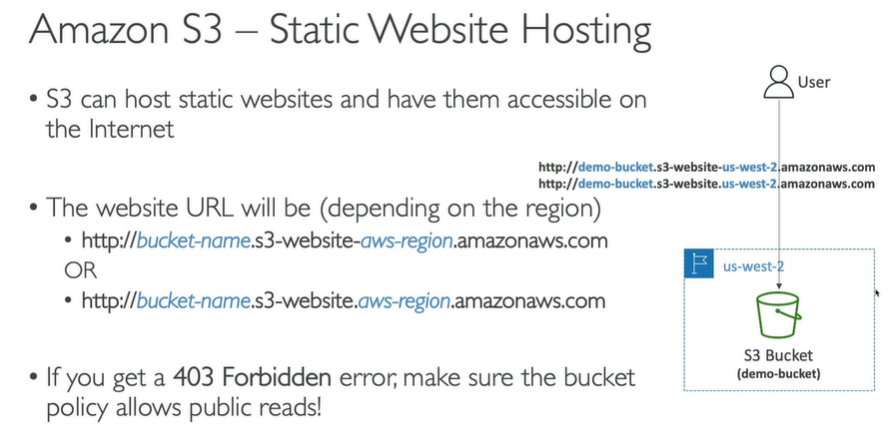 Amazon S3 – Static Website Hosting
• S3 can host static websites and have them accessible on
the Internet
• The website URL will be (depending on the region)
• http://bucket-name.s3-website-aws-region.amazonaws.com
OR
• http://bucket-name.s3-website.aws-region.amazonaws.com
• If you get a 403 Forbidden error, make sure the bucket
policy allows public reads!
User
http://demo-bucket.s3-website-us-west-2.amazonaws.com
http://demo-bucket.s3-website.us-west-2.amazonaws.com
us-west-2
S3 Bucket
(demo-bucket)